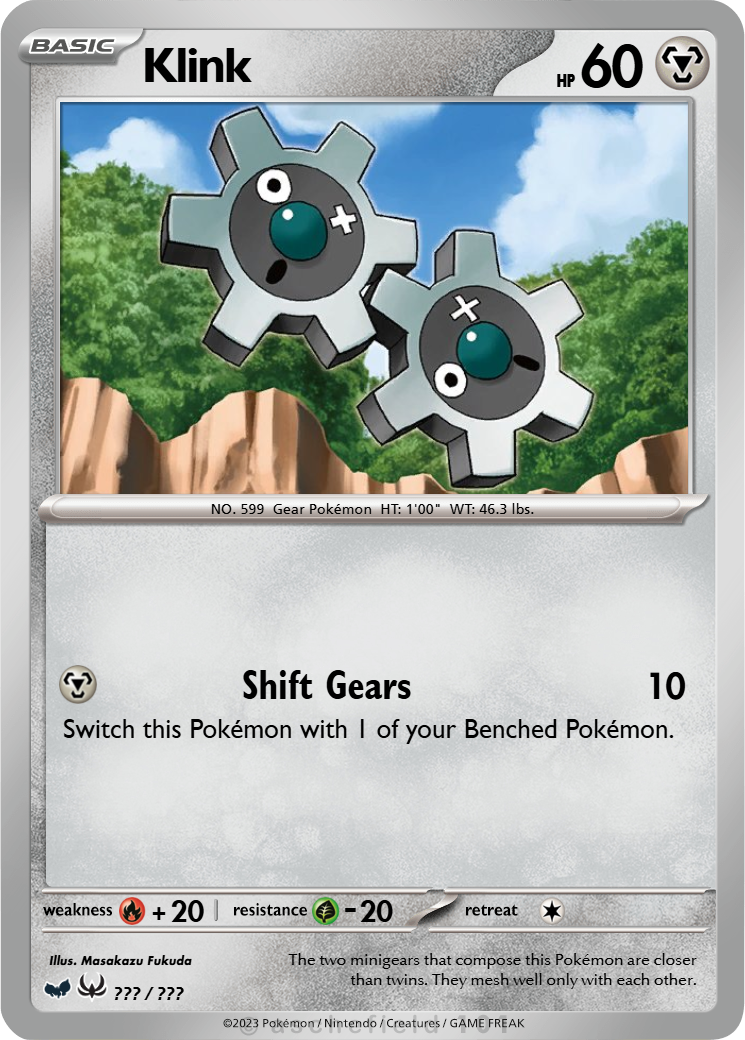 BASIC
Klink
HP 60
NO. 599 Gear Pokémon HT: 1'00" WT: 46.3 lbs.
Shift Gears 10
Switch this Pokémon with 1 of your Benched Pokémon.
weakness +20 resistance -20 retreat
Illus. Masakazu Fukuda
The two minigears that compose this Pokémon are closer
than twins. They mesh well only with each other.
??? / ???
©2023 Pokémon / Nintendo / Creatures / GAME FREAK